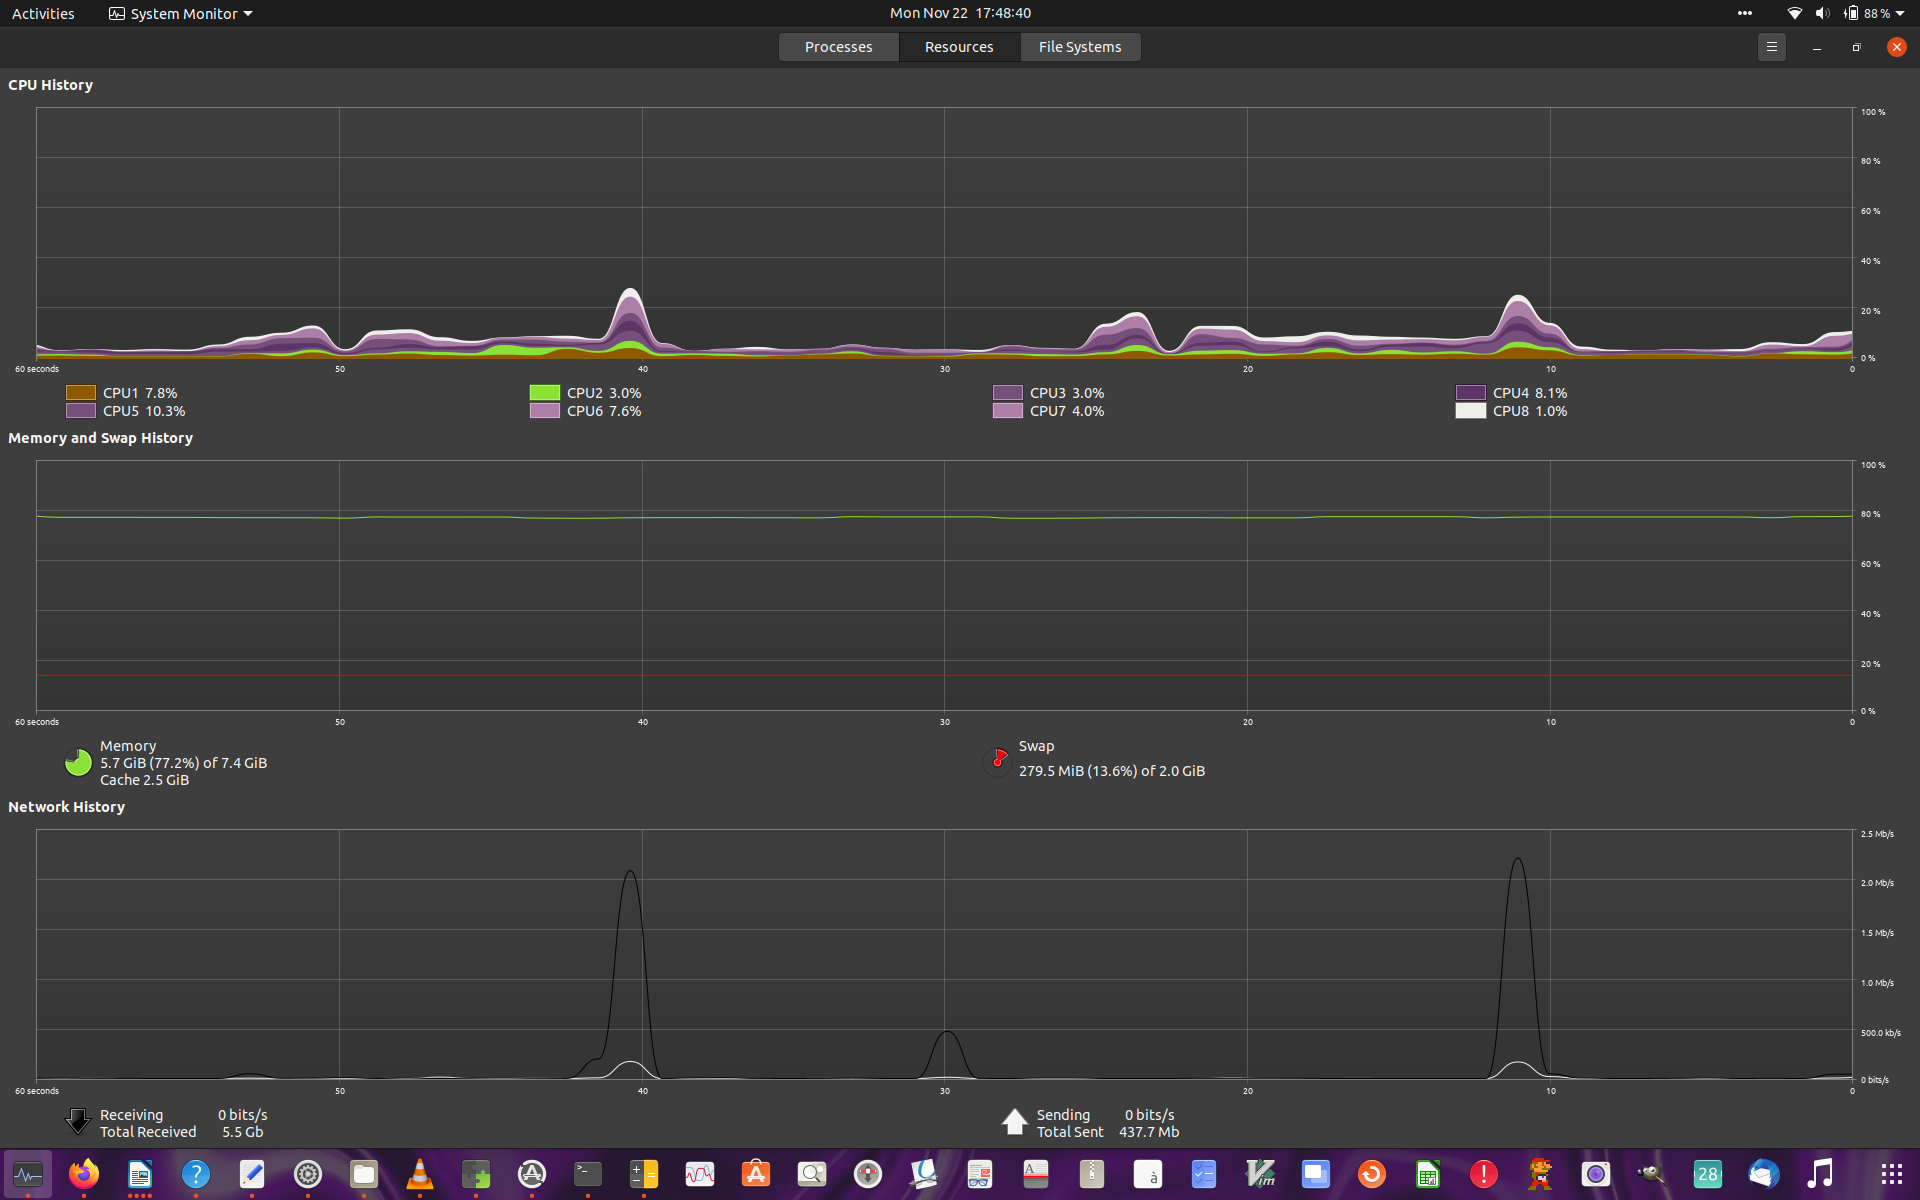 Activities System Monitor Mon Nov 22 17:48:40 88 %
Processes Resources File Systems
CPU History
100 %
80 %
60 %
40 %
20 %
0 %
60 seconds 50 40 30 20 10 0
CPU1 7.8% CPU2 3.0% CPU3 3.0% CPU4 8.1%
CPU5 10.3% CPU6 7.6% CPU7 4.0% CPU8 1.0%
Memory and Swap History
100 %
80 %
60 %
40 %
20 %
0 %
60 seconds 50 40 30 20 10 0
Memory
5.7 GiB (77.2%) of 7.4 GiB
Cache 2.5 GiB
Swap
279.5 MiB (13.6%) of 2.0 GiB
Network History
2.5 Mb/s
2.0 Mb/s
1.5 Mb/s
1.0 Mb/s
500.0 kb/s
0 bits/s
60 seconds 50 40 30 20 10 0
Receiving 0 bits/s
Total Received 5.5 Gb
Sending 0 bits/s
Total Sent 437.7 Mb
? >_ A à Vim ! 28